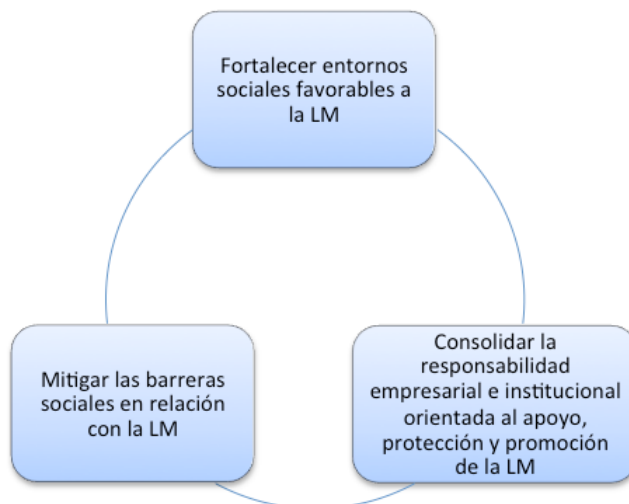 Fortalecer entornos
sociales favorables a
la LM
Mitigar las barreras
sociales en relación
con la LM
Consolidar la
responsabilidad
empresarial e institucional
orientada al apoyo,
protección y promoción
de la LM